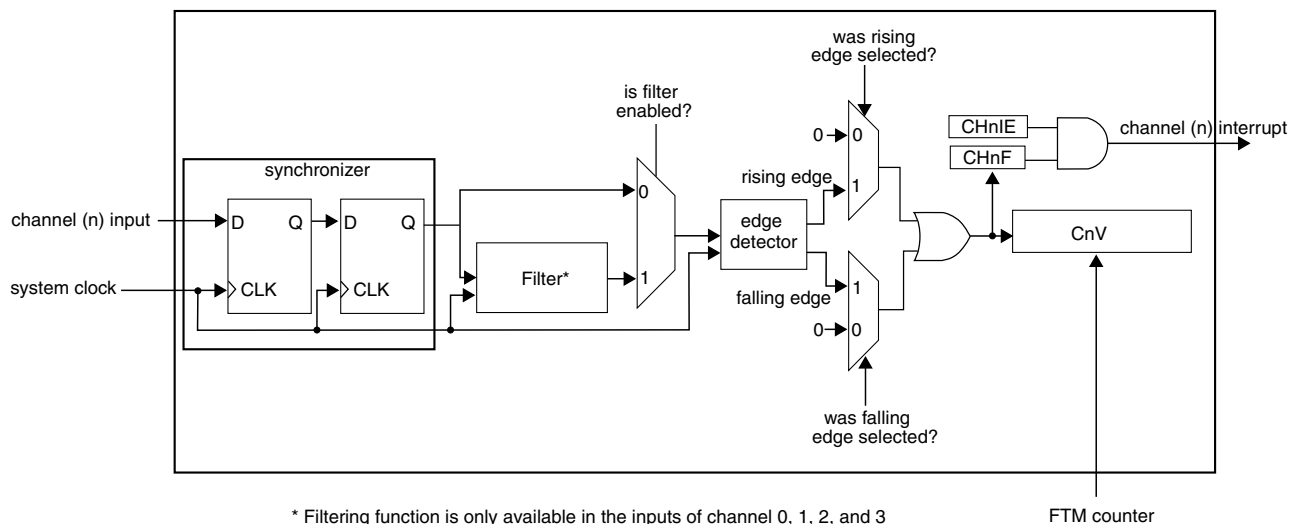 was rising
edge selected?
is filter
enabled?
0
0
CHnIE
channel (n) interrupt
CHnF
synchronizer
rising edge
1
0
channel (n) input
D
Q
D
Q
edge
detector
CnV
Filter*
1
system clock
CLK
CLK
falling edge
1
0
0
was falling
edge selected?
* Filtering function is only available in the inputs of channel 0, 1, 2, and 3
FTM counter